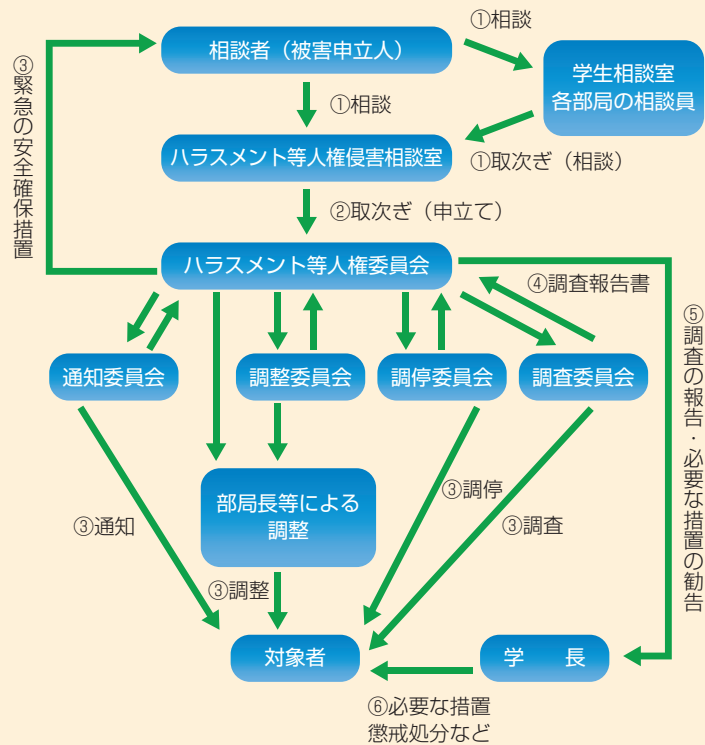 ①相談
相談者（被害申立人）
学生相談室
各部局の相談員
③緊急の安全確保措置
①相談
ハラスメント等人権侵害相談室
①取次ぎ（相談）
②取次ぎ（申立て）
ハラスメント等人権委員会
④調査報告書
⑤調査の報告・必要な措置の勧告
通知委員会
調整委員会
調停委員会
調査委員会
部局長等による
調整
③通知
③調停
③調査
③調整
対象者
学　長
⑥必要な措置
懲戒処分など